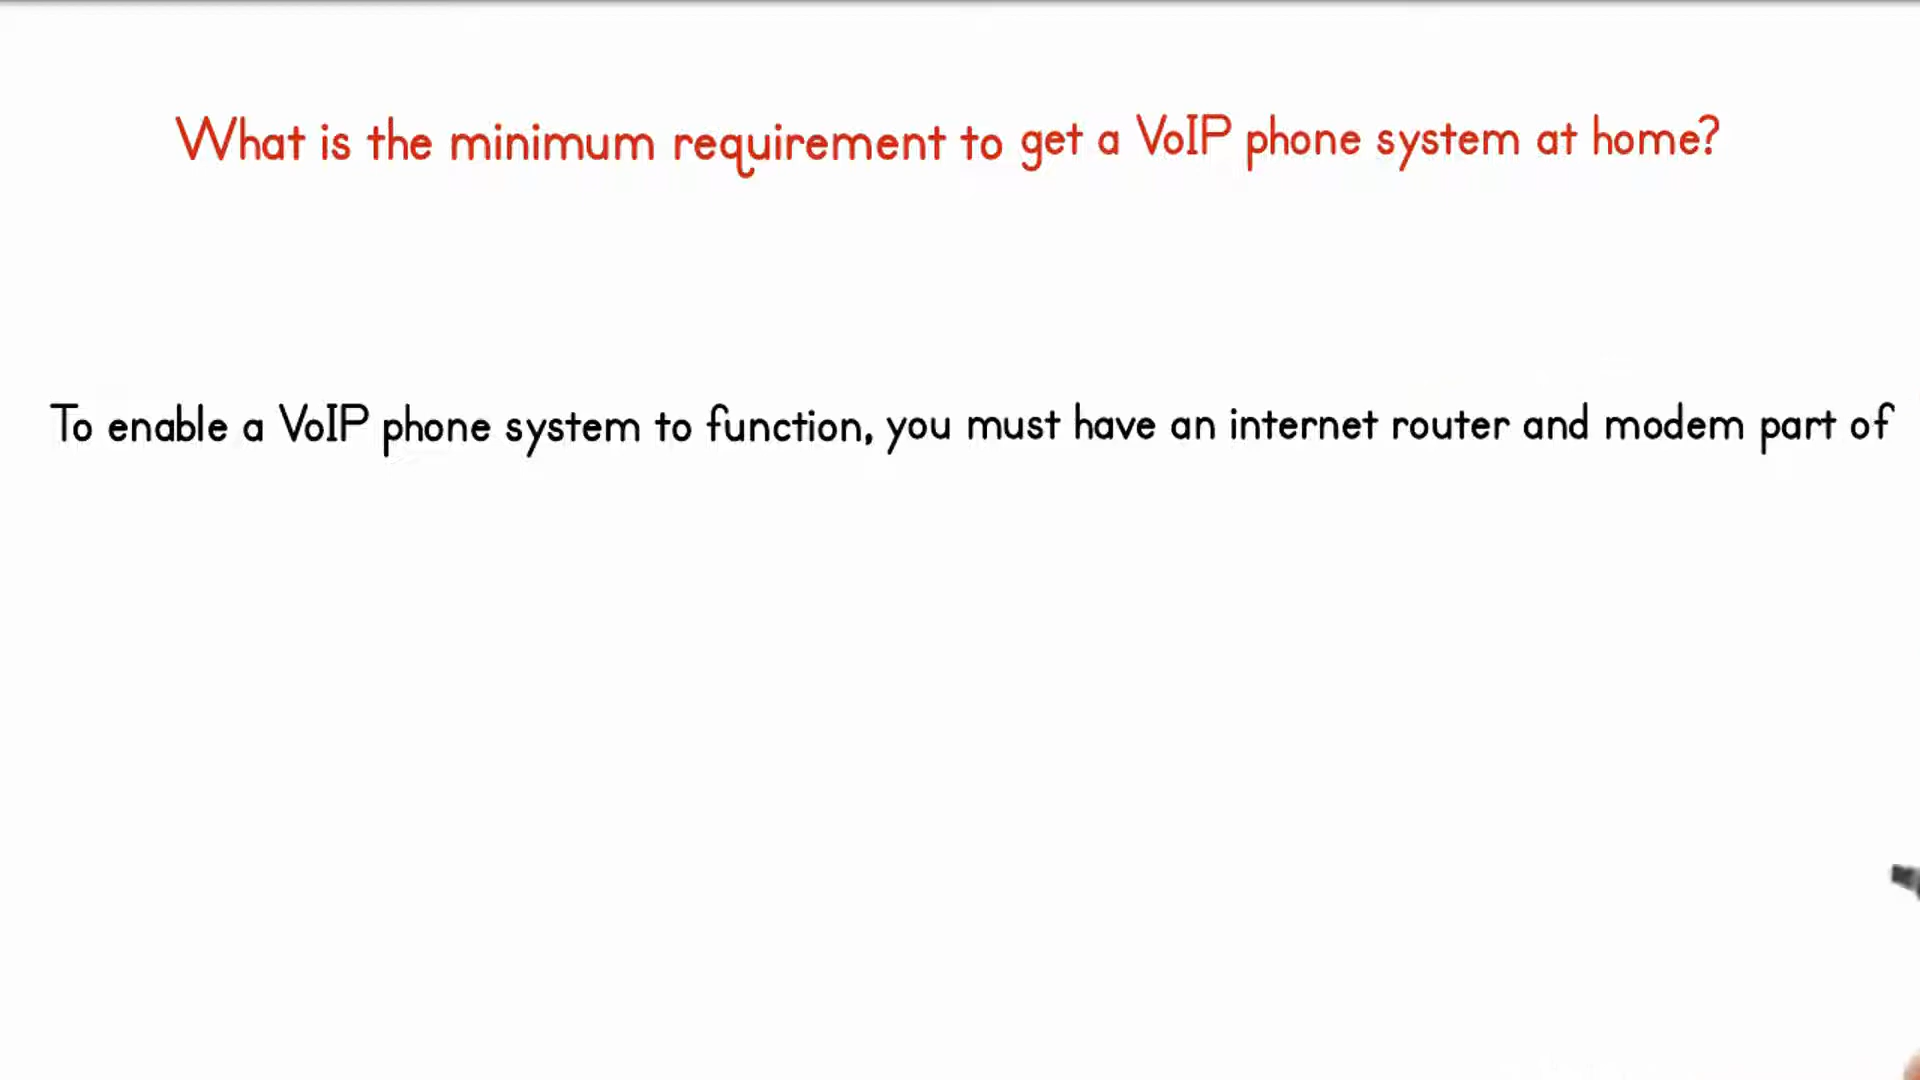 What is the minimum requirement to get a VoIP phone system at home?
To enable a VoIP phone system to function, you must have an internet router and modem part of